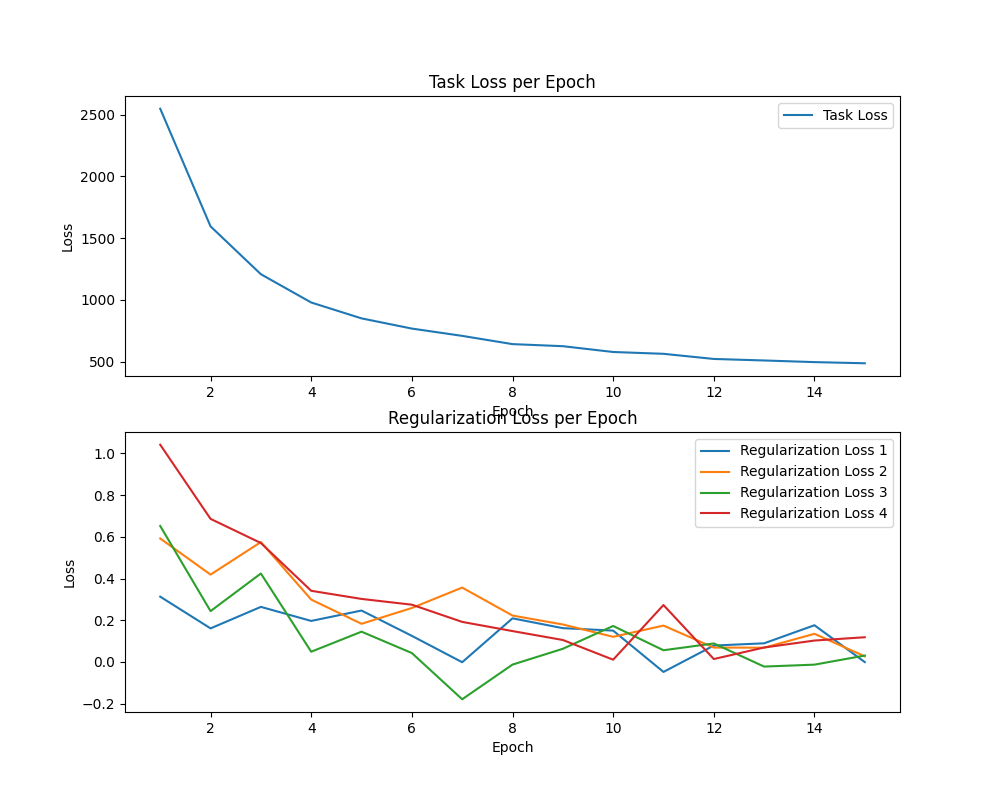 Task Loss per Epoch
Task Loss
Loss
2500
2000
1500
1000
500
2 4 6 8 10 12 14
Epoch
Regularization Loss per Epoch
Regularization Loss 1
Regularization Loss 2
Regularization Loss 3
Regularization Loss 4
Loss
1.0
0.8
0.6
0.4
0.2
0.0
−0.2
2 4 6 8 10 12 14
Epoch